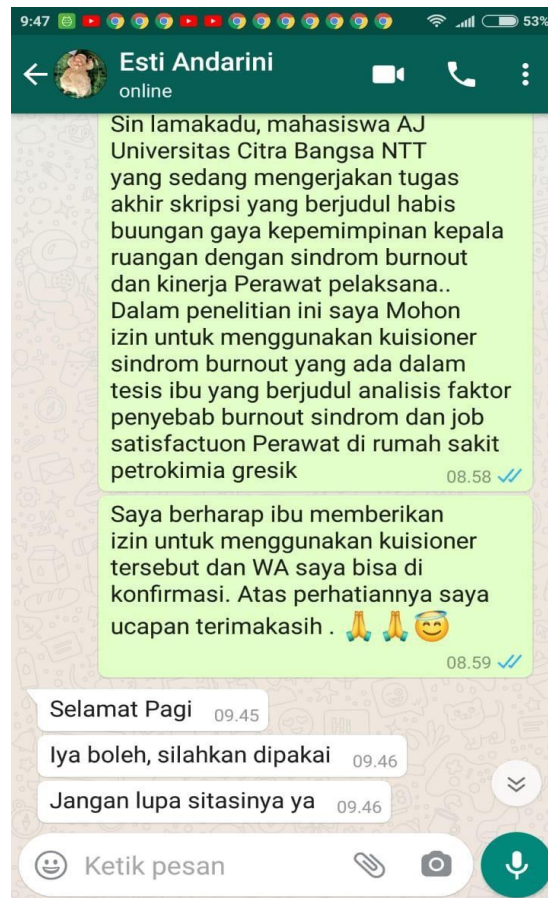 9:47 53%
Esti Andarini
online
Sin lamakadu, mahasiswa AJ
Universitas Citra Bangsa NTT
yang sedang mengerjakan tugas
akhir skripsi yang berjudul habis
buungan gaya kepemimpinan kepala
ruangan dengan sindrom burnout
dan kinerja Perawat pelaksana..
Dalam penelitian ini saya Mohon
izin untuk menggunakan kuisioner
sindrom burnout yang ada dalam
tesis ibu yang berjudul analisis faktor
penyebab burnout sindrom dan job
satisfactuon Perawat di rumah sakit
petrokimia gresik
08.58
Saya berharap ibu memberikan
izin untuk menggunakan kuisioner
tersebut dan WA saya bisa di
konfirmasi. Atas perhatiannya saya
ucapan terimakasih . 🙏 🙏 😇
08.59
Selamat Pagi 09.45
Iya boleh, silahkan dipakai 09.46
Jangan lupa sitasinya ya 09.46
Ketik pesan